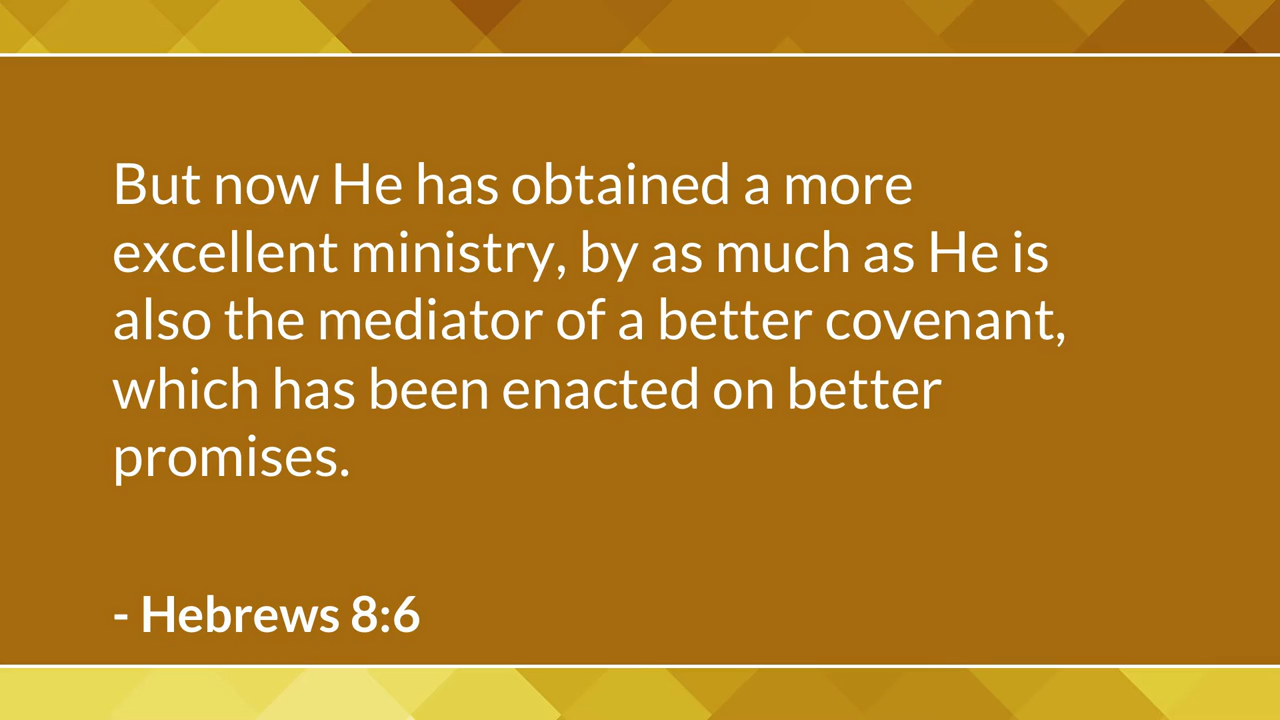 But now He has obtained a more
excellent ministry, by as much as He is
also the mediator of a better covenant,
which has been enacted on better
promises.
- Hebrews 8:6